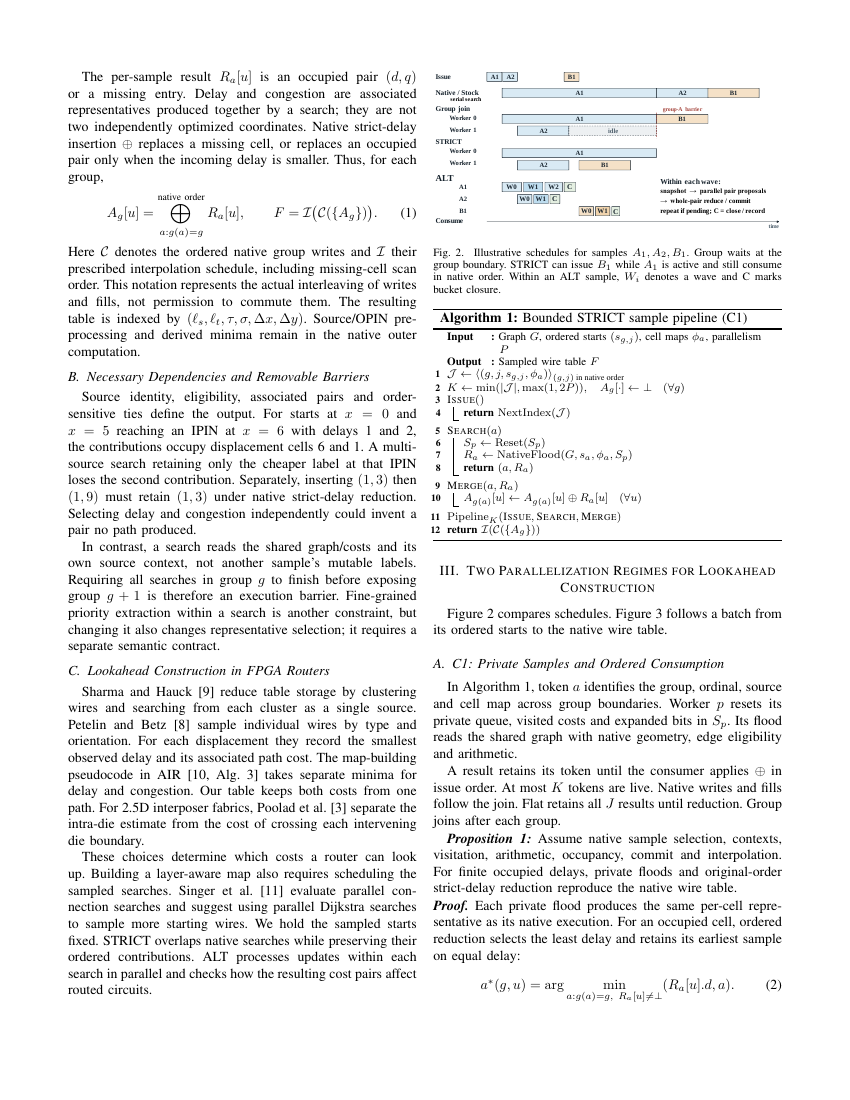 The per-sample result R_a[u] is an occupied pair (d, q)
or a missing entry. Delay and congestion are associated
representatives produced together by a search; they are not
two independently optimized coordinates. Native strict-delay
insertion ⊕ replaces a missing cell, or replaces an occupied
pair only when the incoming delay is smaller. Thus, for each
group,
A_g[u] = ⨁^{native order}_{a:g(a)=g} R_a[u], F = ℐ(𝒞({A_g})). (1)
Here 𝒞 denotes the ordered native group writes and ℐ their
prescribed interpolation schedule, including missing-cell scan
order. This notation represents the actual interleaving of writes
and fills, not permission to commute them. The resulting
table is indexed by (ℓ_s, ℓ_t, τ, σ, Δx, Δy). Source/OPIN pre-
processing and derived minima remain in the native outer
computation.
B. Necessary Dependencies and Removable Barriers
Source identity, eligibility, associated pairs and order-
sensitive ties define the output. For starts at x = 0 and
x = 5 reaching an IPIN at x = 6 with delays 1 and 2,
the contributions occupy displacement cells 6 and 1. A multi-
source search retaining only the cheaper label at that IPIN
loses the second contribution. Separately, inserting (1, 3) then
(1, 9) must retain (1, 3) under native strict-delay reduction.
Selecting delay and congestion independently could invent a
pair no path produced.
In contrast, a search reads the shared graph/costs and its
own source context, not another sample's mutable labels.
Requiring all searches in group g to finish before exposing
group g + 1 is therefore an execution barrier. Fine-grained
priority extraction within a search is another constraint, but
changing it also changes representative selection; it requires a
separate semantic contract.
C. Lookahead Construction in FPGA Routers
Sharma and Hauck [9] reduce table storage by clustering
wires and searching from each cluster as a single source.
Petelin and Betz [8] sample individual wires by type and
orientation. For each displacement they record the smallest
observed delay and its associated path cost. The map-building
pseudocode in AIR [10, Alg. 3] takes separate minima for
delay and congestion. Our table keeps both costs from one
path. For 2.5D interposer fabrics, Poolad et al. [3] separate the
intra-die estimate from the cost of crossing each intervening
die boundary.
These choices determine which costs a router can look
up. Building a layer-aware map also requires scheduling the
sampled searches. Singer et al. [11] evaluate parallel con-
nection searches and suggest using parallel Dijkstra searches
to sample more starting wires. We hold the sampled starts
fixed. STRICT overlaps native searches while preserving their
ordered contributions. ALT processes updates within each
search in parallel and checks how the resulting cost pairs affect
routed circuits.
Issue A1 A2 B1
Native / Stock A1 A2 B1
serial search
Group join group-A barrier
Worker 0 A1 B1
Worker 1 A2 idle
STRICT
Worker 0 A1
Worker 1 A2 B1
ALT
A1 W0 W1 W2 C
A2 W0 W1 C
B1 W0 W1 C
Within each wave:
snapshot → parallel pair proposals
→ whole-pair reduce / commit
repeat if pending; C = close / record
Consume
time
Fig. 2. Illustrative schedules for samples A_1, A_2, B_1. Group waits at the
group boundary. STRICT can issue B_1 while A_1 is active and still consume
in native order. Within an ALT sample, W_i denotes a wave and C marks
bucket closure.
Algorithm 1: Bounded STRICT sample pipeline (C1)
Input : Graph G, ordered starts (s_{g,j}), cell maps ϕ_a, parallelism
P
Output : Sampled wire table F
1 𝒥 ← ⟨(g, j, s_{g,j}, ϕ_a)⟩_{(g,j) in native order}
2 K ← min(|𝒥|, max(1, 2P)), A_g[·] ← ⊥ (∀g)
3 ISSUE()
4 return NextIndex(𝒥)
5 SEARCH(a)
6 S_p ← Reset(S_p)
7 R_a ← NativeFlood(G, s_a, ϕ_a, S_p)
8 return (a, R_a)
9 MERGE(a, R_a)
10 A_{g(a)}[u] ← A_{g(a)}[u] ⊕ R_a[u] (∀u)
11 Pipeline_K(ISSUE, SEARCH, MERGE)
12 return ℐ(𝒞({A_g}))
III. TWO PARALLELIZATION REGIMES FOR LOOKAHEAD
CONSTRUCTION
Figure 2 compares schedules. Figure 3 follows a batch from
its ordered starts to the native wire table.
A. C1: Private Samples and Ordered Consumption
In Algorithm 1, token a identifies the group, ordinal, source
and cell map across group boundaries. Worker p resets its
private queue, visited costs and expanded bits in S_p. Its flood
reads the shared graph with native geometry, edge eligibility
and arithmetic.
A result retains its token until the consumer applies ⊕ in
issue order. At most K tokens are live. Native writes and fills
follow the join. Flat retains all J results until reduction. Group
joins after each group.
Proposition 1: Assume native sample selection, contexts,
visitation, arithmetic, occupancy, commit and interpolation.
For finite occupied delays, private floods and original-order
strict-delay reduction reproduce the native wire table.
Proof. Each private flood produces the same per-cell repre-
sentative as its native execution. For an occupied cell, ordered
reduction selects the least delay and retains its earliest sample
on equal delay:
a*(g, u) = arg min_{a:g(a)=g, R_a[u]≠⊥} (R_a[u].d, a). (2)